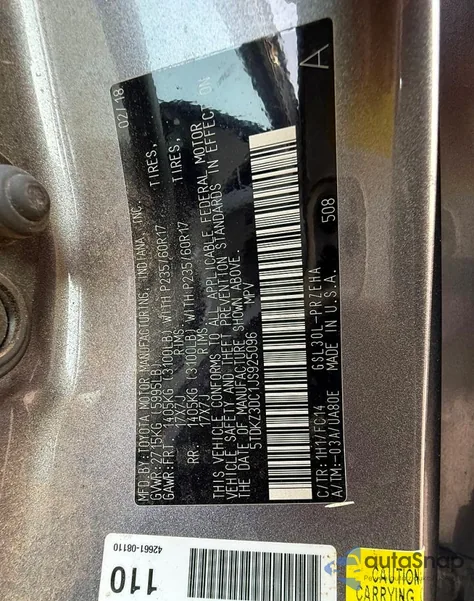 MFD.BY: TOYOTA MOTOR MANUFACTURING, INDIANA, INC. 02/18
GVWR: 2715KG (5995LB)
GAWR: FR: 1405KG (3100LB) WITH P235/60R17 TIRES,
17X7J RIMS,
RR: 1405KG (3100LB) WITH P235/60R17 TIRES,
17X7J RIMS.
THIS VEHICLE CONFORMS TO ALL APPLICABLE FEDERAL MOTOR
VEHICLE SAFETY AND THEFT PREVENTION STANDARDS IN EFFECT ON
THE DATE OF MANUFACTURE SHOWN ABOVE.
5TDKZ3DC1JS925096 MPV
C/TR: 1H1/FC14 GSL30L-PRZEHA
A/TM: -03A/UA80E MADE IN U.S.A. 508
A
42661-08110
110
CAUTION
CARRYING
autoSnap